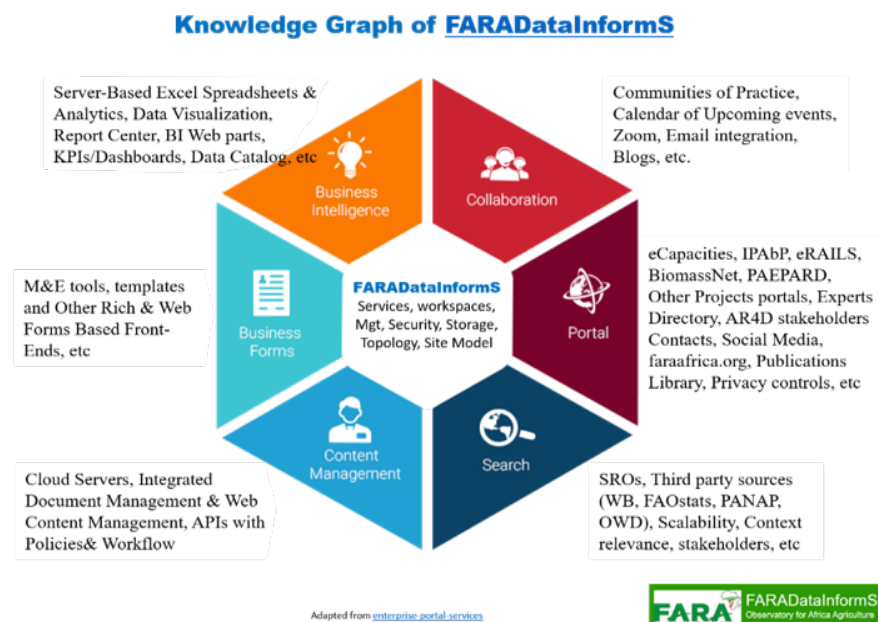 Knowledge Graph of FARADataInformS
Server-Based Excel Spreadsheets &
Analytics, Data Visualization,
Report Center, BI Web parts,
KPIs/Dashboards, Data Catalog, etc
Business
Intelligence
Collaboration
Communities of Practice,
Calendar of Upcoming events,
Zoom, Email integration,
Blogs, etc.
M&E tools, templates
and Other Rich & Web
Forms Based Front-
Ends, etc
Business
Forms
FARADataInformS
Services, workspaces,
Mgt, Security, Storage,
Topology, Site Model
Portal
eCapacities, IPAbP, eRAILS,
BiomassNet, PAEPARD,
Other Projects portals, Experts
Directory, AR4D stakeholders
Contacts, Social Media,
faraafrica.org, Publications
Library, Privacy controls, etc
Cloud Servers, Integrated
Document Management & Web
Content Management, APIs with
Policies& Workflow
Content
Management
Search
SROs, Third party sources
(WB, FAOstats, PANAP,
OWD), Scalability, Context
relevance, stakeholders, etc
Adapted from enterprise-portal-services
FARA
FARADataInformS
Observatory for Africa Agriculture